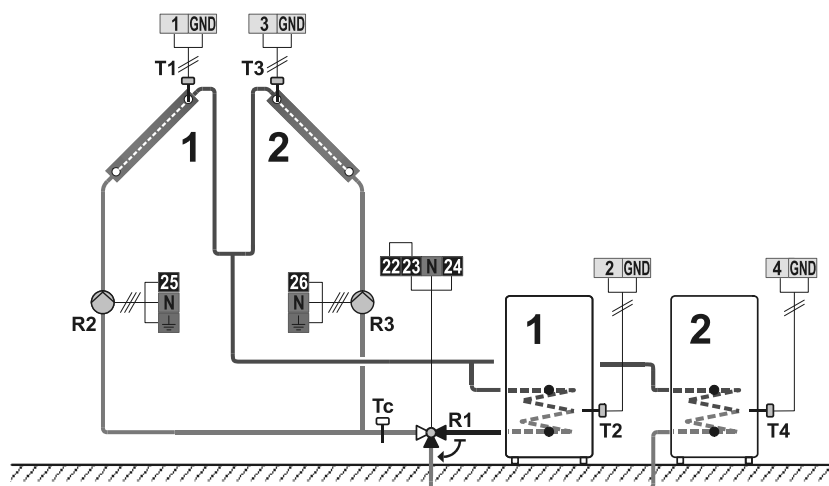 1 GND
3 GND
T1
T3
1
2
22 23 N 24
2 GND
4 GND
25
N
26
N
R2
R3
1
2
Tc
R1
T2
T4